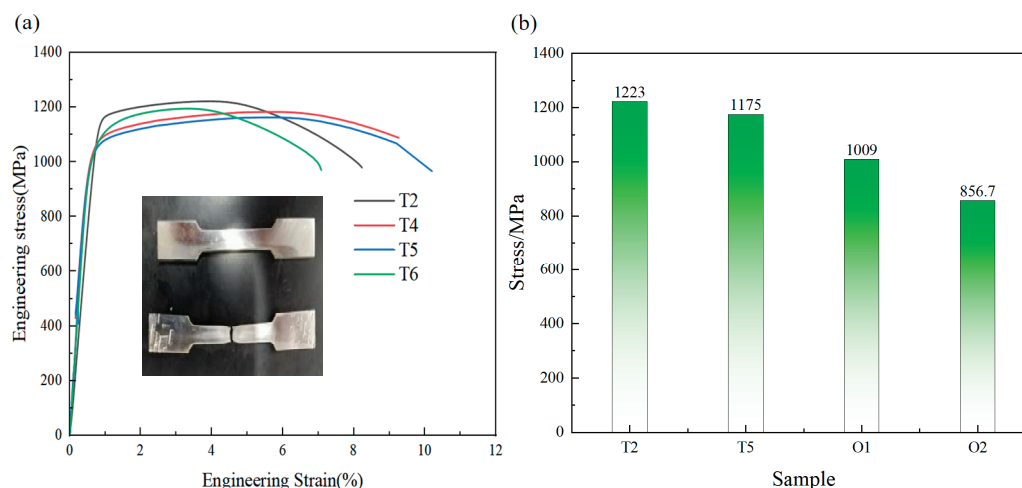 (a)
1400
1200
1000
800
600
400
200
0
Engineering stress(MPa)
T2
T4
T5
T6
0 2 4 6 8 10 12
Engineering Strain(%)
(b)
1400
1200
1000
800
600
400
200
0
Stress/MPa
1223
1175
1009
856.7
T2 T5 O1 O2
Sample